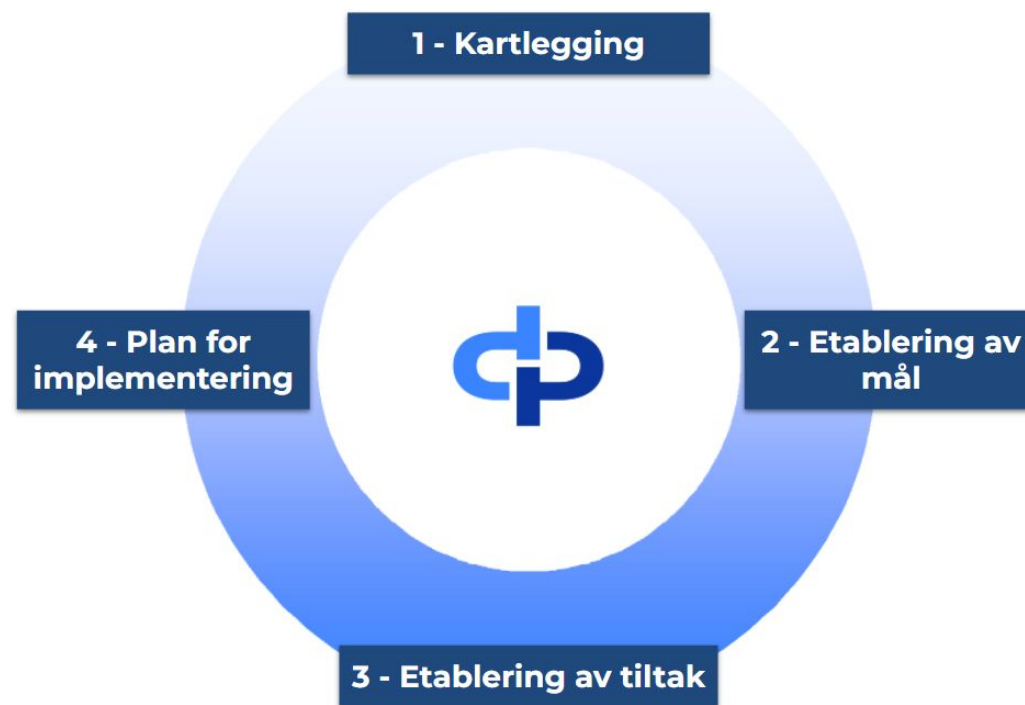 1 - Kartlegging
2 - Etablering av
mål
3 - Etablering av tiltak
4 - Plan for
implementering